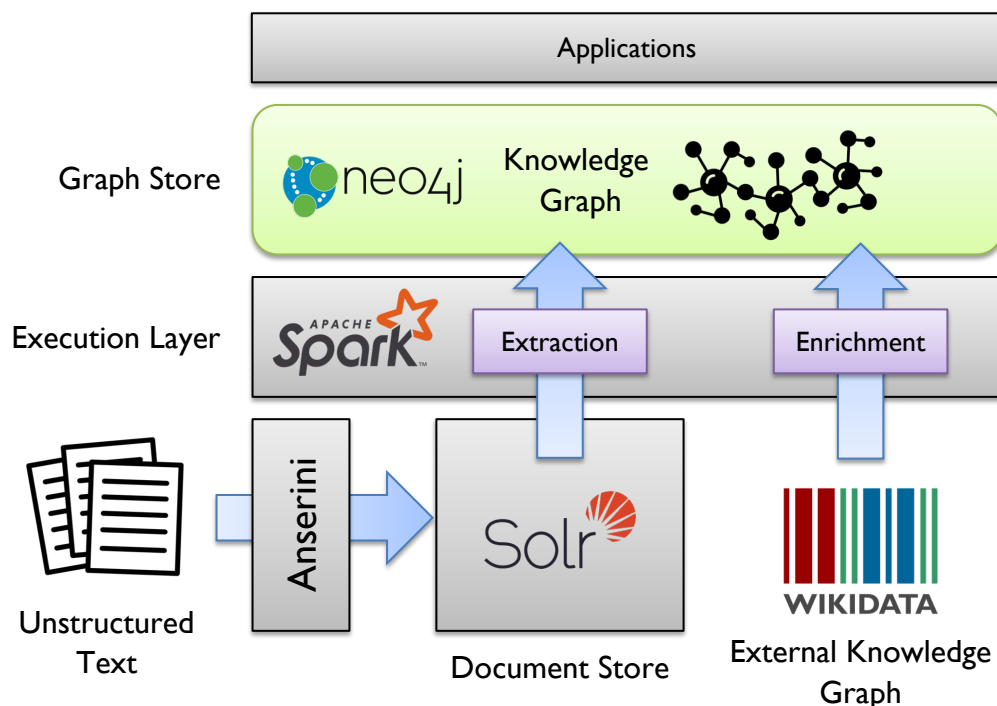 Applications
Graph Store
neo4j
Knowledge
Graph
Execution Layer
APACHE
Spark™
Extraction
Enrichment
Anserini
Solr
WIKIDATA
Unstructured
Text
Document Store
External Knowledge
Graph